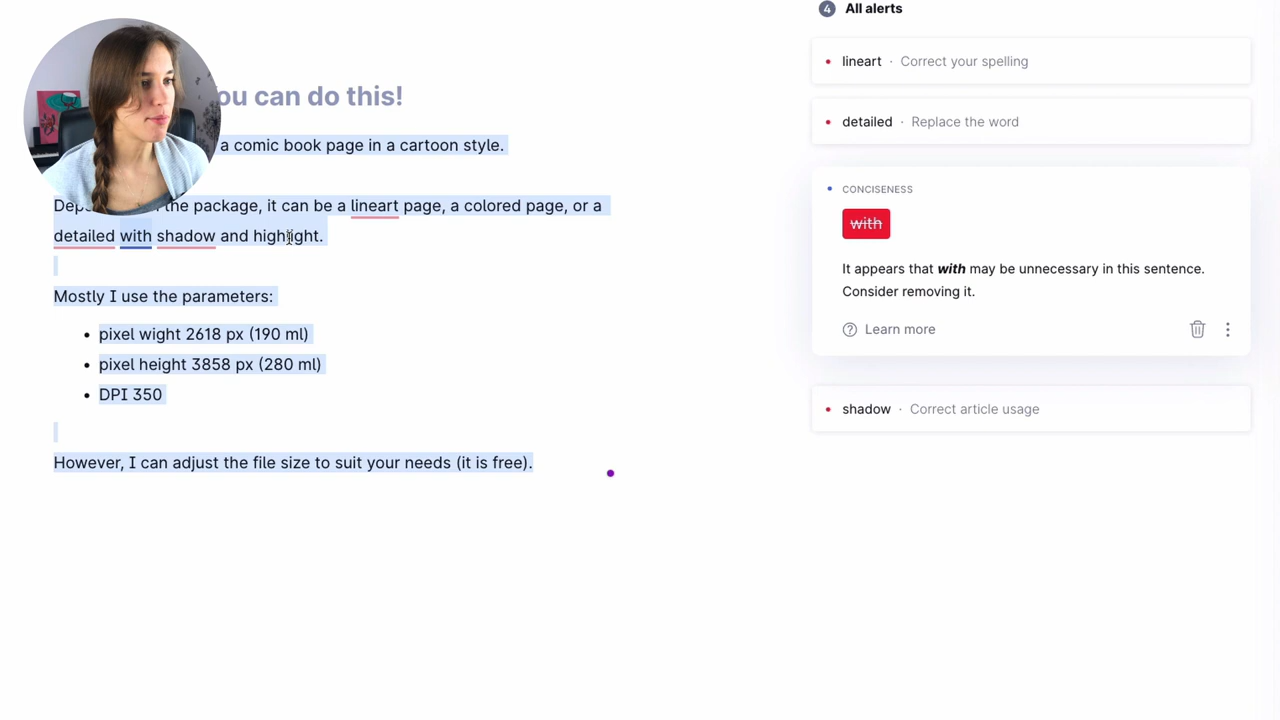 ou can do this!
a comic book page in a cartoon style.
the package, it can be a lineart page, a colored page, or a
detailed with shadow and highlight.
Mostly I use the parameters:
• pixel wight 2618 px (190 ml)
• pixel height 3858 px (280 ml)
• DPI 350
However, I can adjust the file size to suit your needs (it is free).
4 All alerts
lineart · Correct your spelling
detailed · Replace the word
CONCISENESS
with
It appears that with may be unnecessary in this sentence.
Consider removing it.
Learn more
shadow · Correct article usage